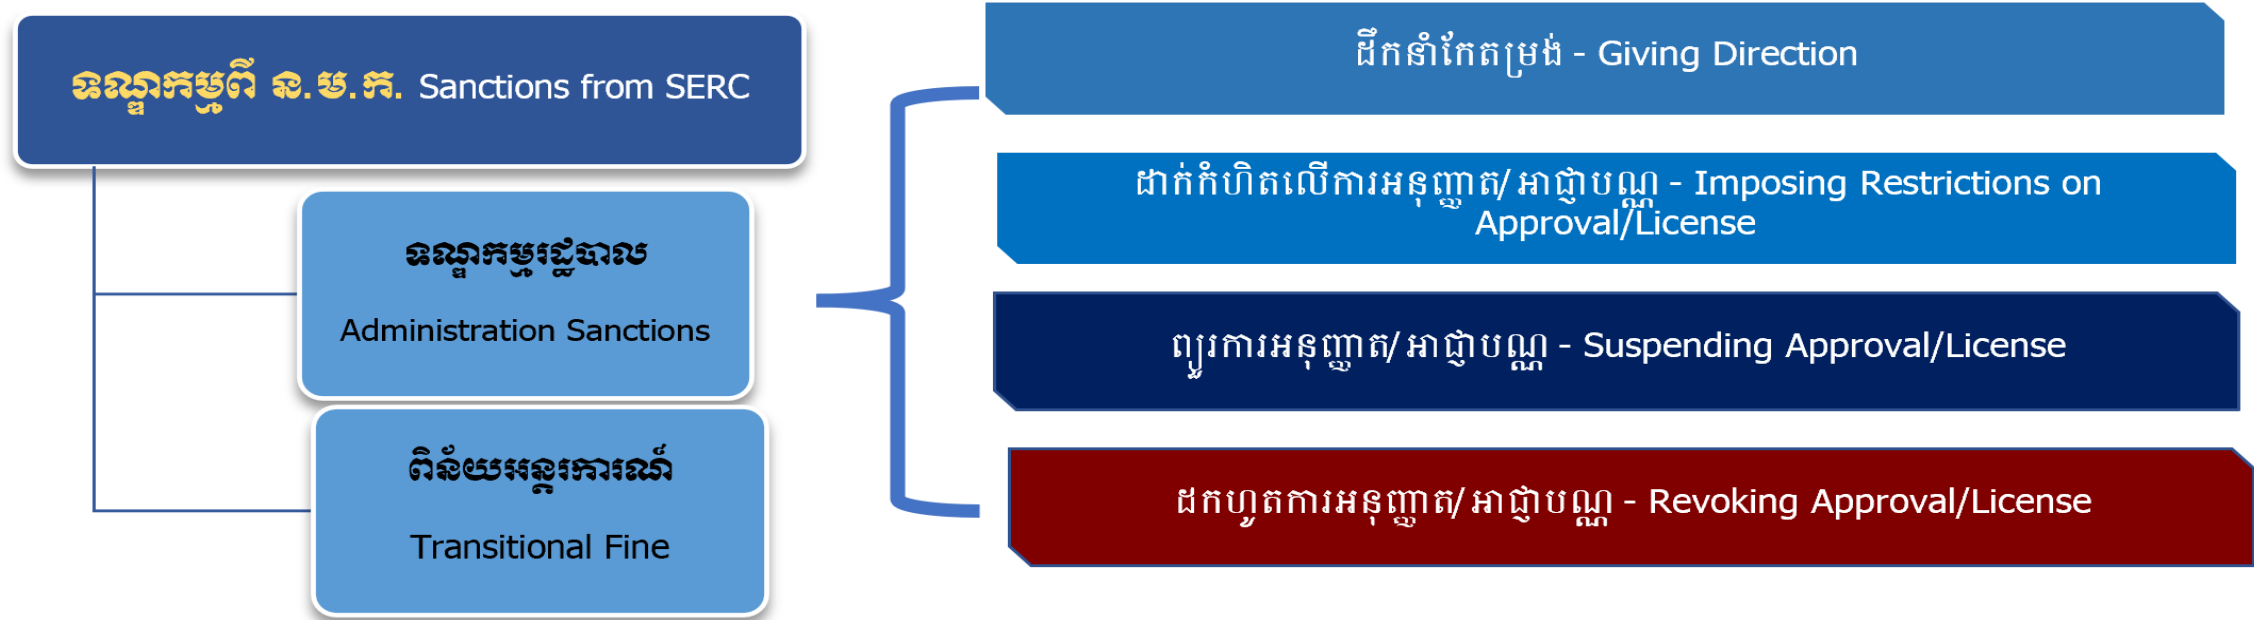 ទណ្ឌកម្មពី ន.ម.ក. Sanctions from SERC
ទណ្ឌកម្មរដ្ឋបាល
Administration Sanctions
ពិន័យអន្តរការណ៍
Transitional Fine
ដឹកនាំកែតម្រង់ - Giving Direction
ដាក់កំហិតលើការអនុញ្ញាត/អាជ្ញាបណ្ណ - Imposing Restrictions on
Approval/License
ព្យួរការអនុញ្ញាត/អាជ្ញាបណ្ណ - Suspending Approval/License
ដកហូតការអនុញ្ញាត/អាជ្ញាបណ្ណ - Revoking Approval/License